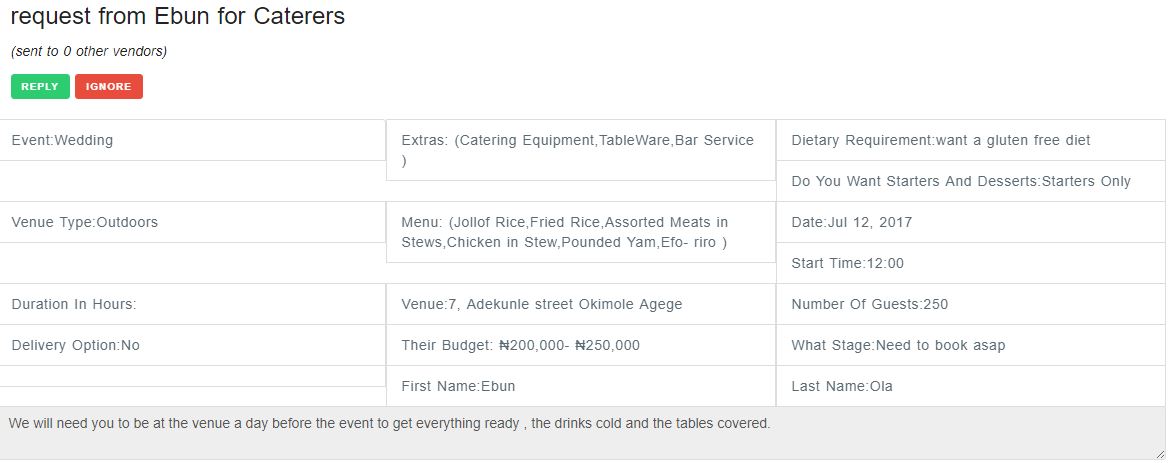 request from Ebun for Caterers
(sent to 0 other vendors)
REPLY IGNORE
Event:Wedding
Extras: (Catering Equipment,TableWare,Bar Service
)
Dietary Requirement:want a gluten free diet
Do You Want Starters And Desserts:Starters Only
Venue Type:Outdoors
Menu: (Jollof Rice,Fried Rice,Assorted Meats in
Stews,Chicken in Stew,Pounded Yam,Efo- riro )
Date:Jul 12, 2017
Start Time:12:00
Duration In Hours:
Venue:7, Adekunle street Okimole Agege
Number Of Guests:250
Delivery Option:No
Their Budget: ₦200,000- ₦250,000
What Stage:Need to book asap
First Name:Ebun
Last Name:Ola
We will need you to be at the venue a day before the event to get everything ready , the drinks cold and the tables covered.